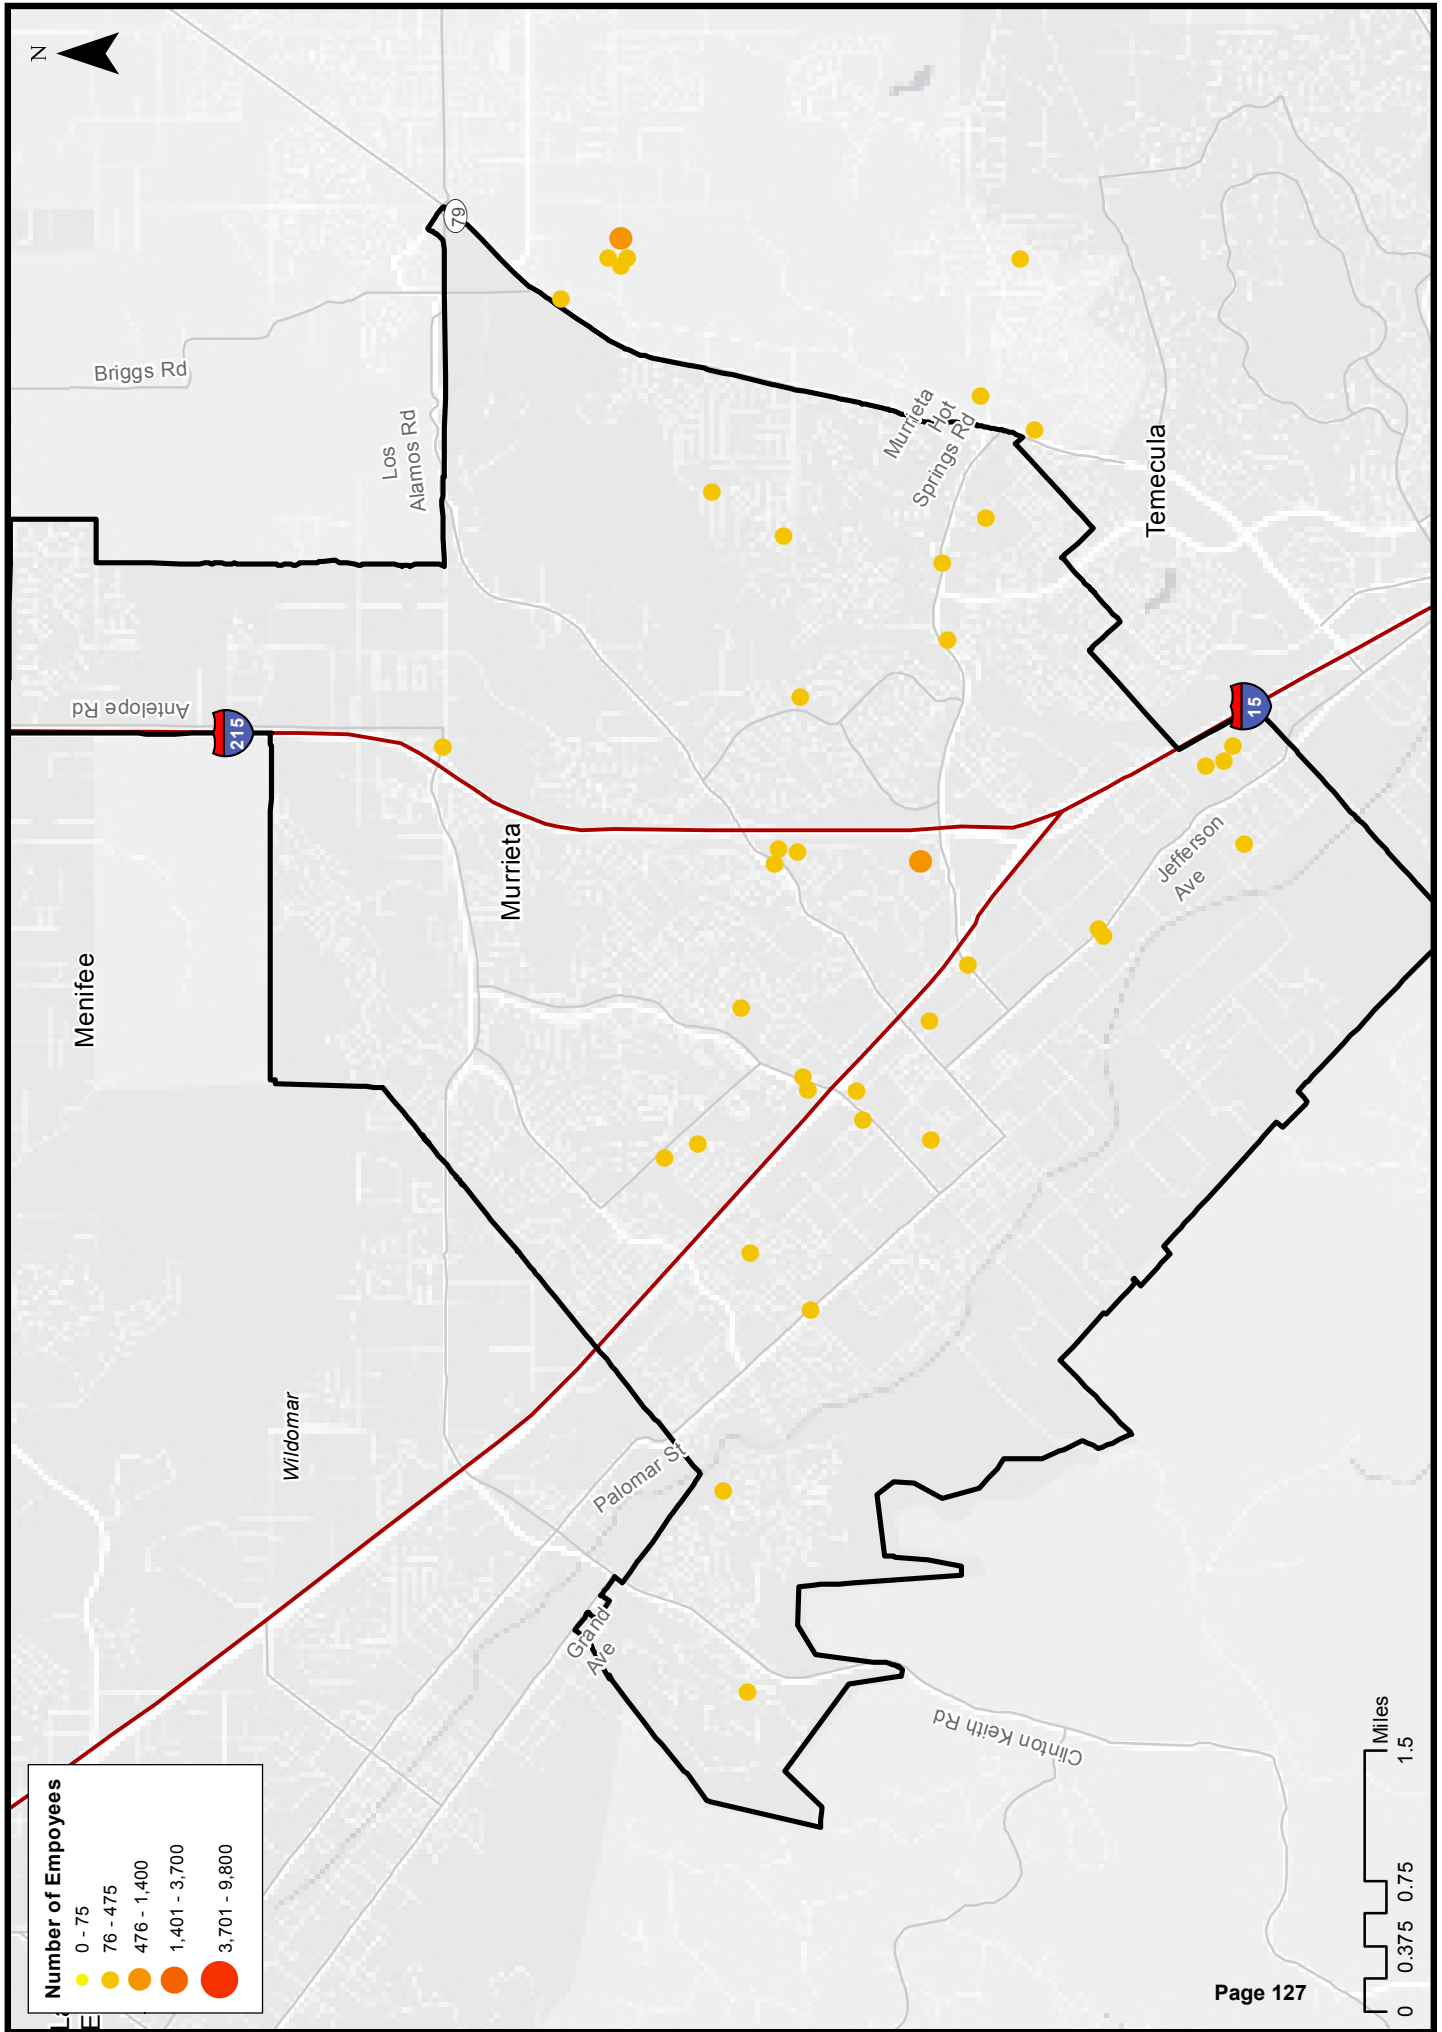 N
79
Briggs Rd
Los
Alamos Rd
Antelope Rd
215
Menifee
Murrieta
Murrieta
Hot
Springs Rd
Temecula
15
Jefferson
Ave
Wildomar
Palomar St
Grand
Ave
Clinton Keith Rd
Number of Empoyees
0 - 75
76 - 475
476 - 1,400
1,401 - 3,700
3,701 - 9,800
La
E
Miles
0 0.375 0.75 1.5
Page 127